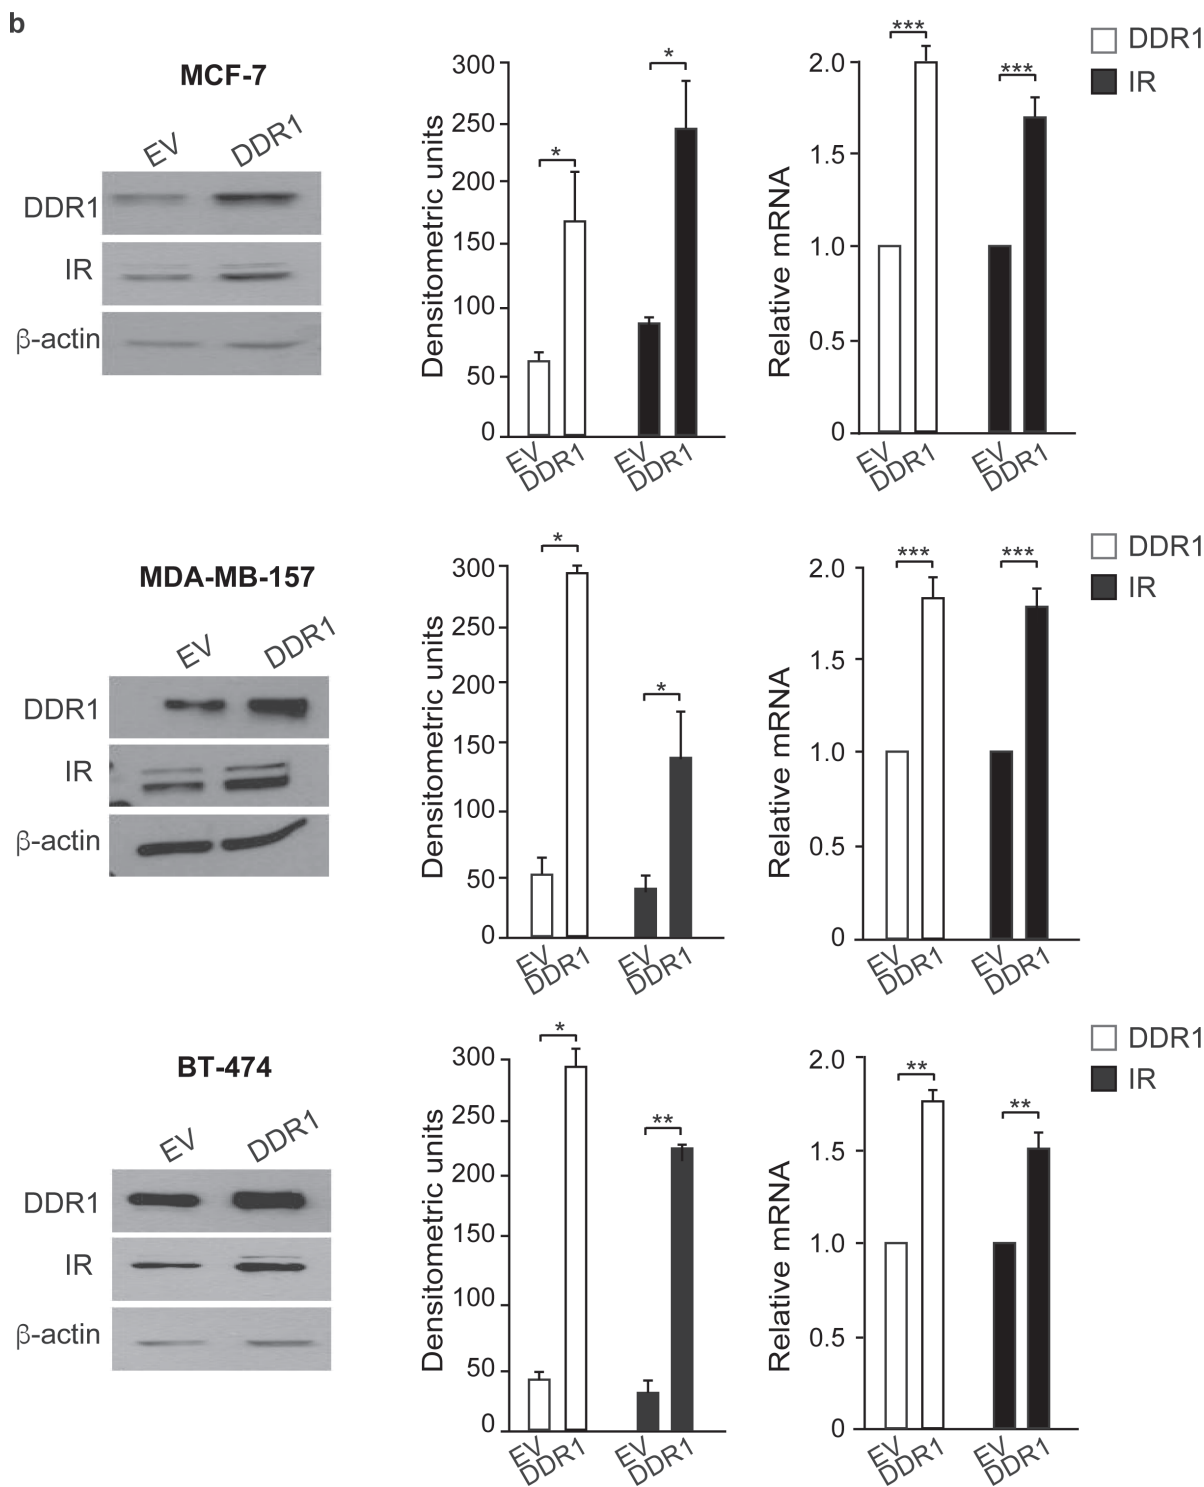 b
MCF-7
EV DDR1
DDR1
IR
β-actin
Densitometric units
300
250
200
150
100
50
0
*
*
EV DDR1 EV DDR1
Relative mRNA
2.0
1.5
1.0
0.5
0
***
***
EV DDR1 EV DDR1
DDR1
IR
MDA-MB-157
EV DDR1
DDR1
IR
β-actin
Densitometric units
300
250
200
150
100
50
0
*
*
EV DDR1 EV DDR1
Relative mRNA
2.0
1.5
1.0
0.5
0
***
***
EV DDR1 EV DDR1
DDR1
IR
BT-474
EV DDR1
DDR1
IR
β-actin
Densitometric units
300
250
200
150
100
50
0
*
**
EV DDR1 EV DDR1
Relative mRNA
2.0
1.5
1.0
0.5
0
**
**
EV DDR1 EV DDR1
DDR1
IR